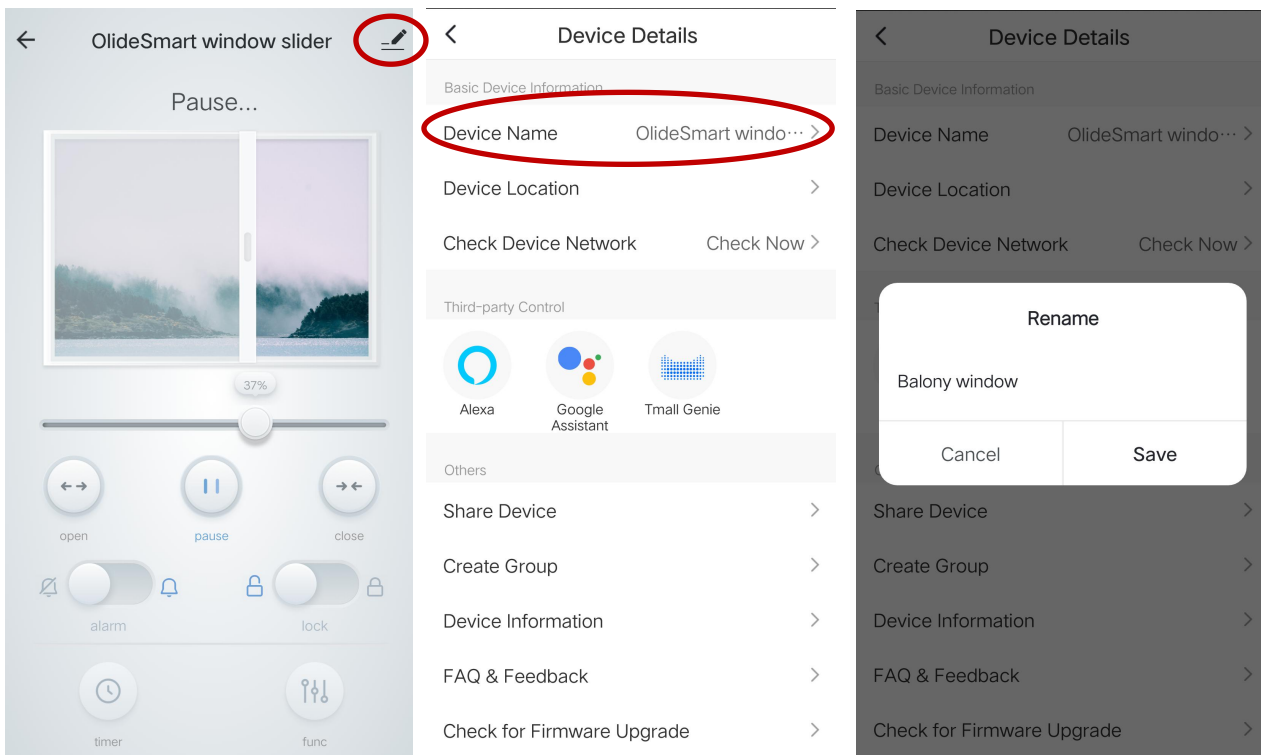 OlideSmart window slider
Pause...
37%
open
pause
close
alarm
lock
timer
func
Device Details
Basic Device Information
Device Name
OlideSmart windo···
Device Location
Check Device Network
Check Now
Third-party Control
Alexa
Google
Assistant
Tmall Genie
Others
Share Device
Create Group
Device Information
FAQ & Feedback
Check for Firmware Upgrade
Device Details
Basic Device Information
Device Name
OlideSmart windo···
Device Location
Check Device Network
Check Now
Rename
Balony window
Cancel
Save
Share Device
Create Group
Device Information
FAQ & Feedback
Check for Firmware Upgrade